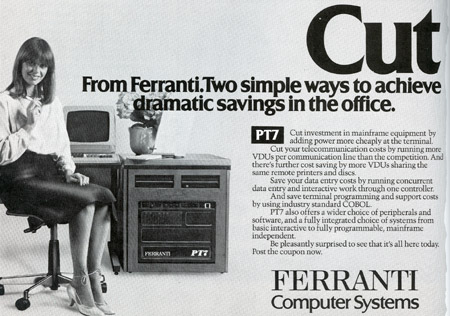 Cut
From Ferranti. Two simple ways to achieve
dramatic savings in the office.
PT7 Cut investment in mainframe equipment by
adding power more cheaply at the terminal.
Cut your telecommunication costs by running more
VDUs per communication line than the competition. And
there's further cost saving by more VDUs sharing the
same remote printers and discs.
Save your data entry costs by running concurrent
data entry and interactive work through one controller.
And save terminal programming and support costs
by using industry standard COBOL.
PT7 also offers a wider choice of peripherals and
software, and a fully integrated choice of systems from
basic interactive to fully programmable, mainframe
independent.
Be pleasantly surprised to see that it's all here today.
Post the coupon now.
FERRANTI PT7
FERRANTI
Computer Systems